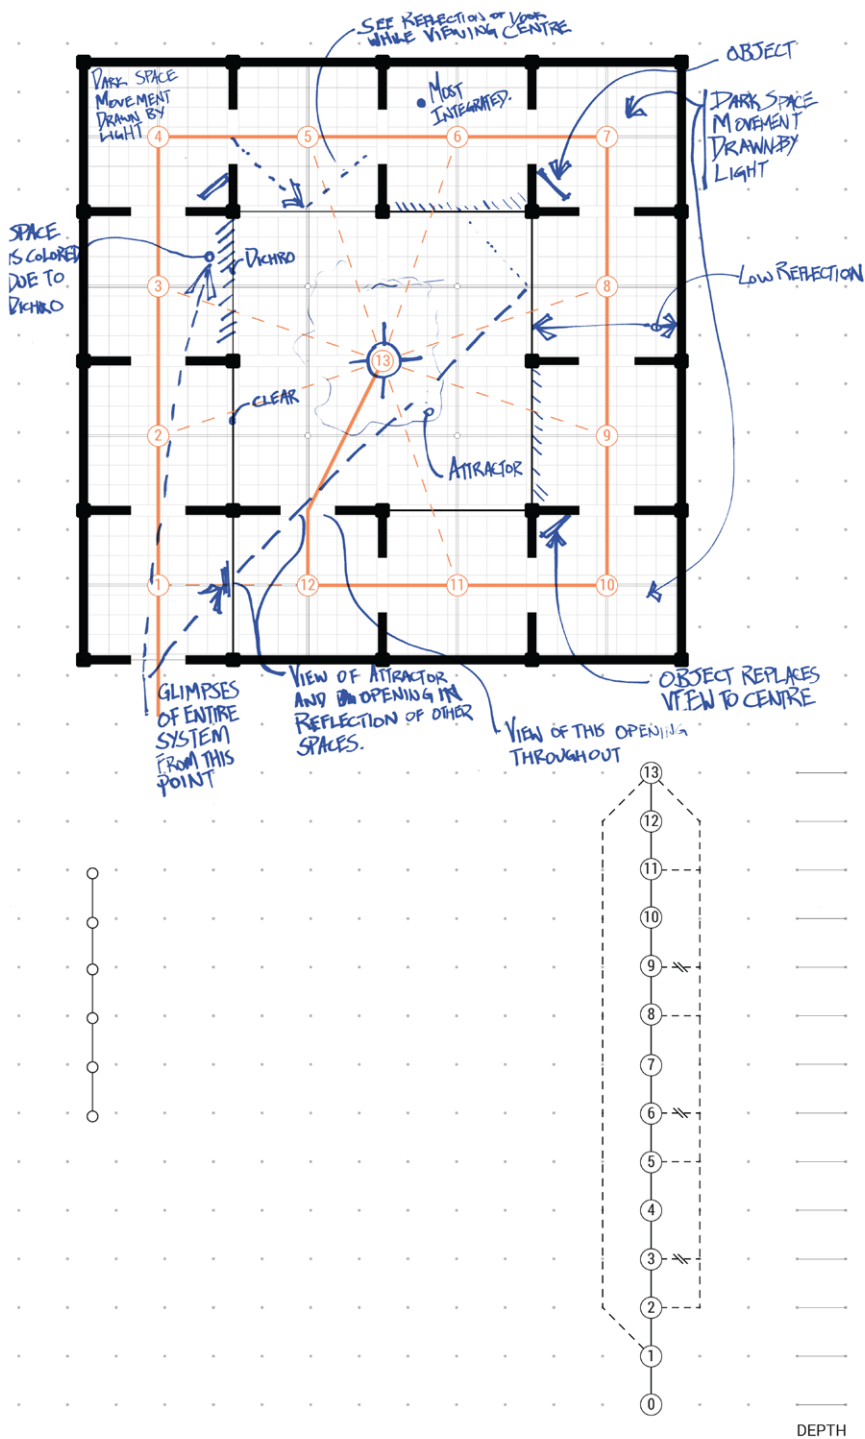 SEE REFLECTION OF DOOR
WHILE VIEWING CENTRE
OBJECT
DARK SPACE
MOVEMENT
DRAWN BY
LIGHT
MOST
INTEGRATED.
DARK SPACE
MOVEMENT
DRAWN BY
LIGHT
4
5
6
7
SPACE
IS COLORED
DUE TO
DICHRO
DICHRO
LOW REFLECTION
3
8
13
CLEAR
2
9
ATTRACTOR
1
12
11
10
GLIMPSES
OF ENTIRE
SYSTEM
FROM THIS
POINT
VIEW OF ATTRACTOR
AND OPENING IN
REFLECTION OF OTHER
SPACES.
VIEW OF THIS OPENING
THROUGHOUT
OBJECT REPLACES
VIEW TO CENTRE
13
12
11
10
9
8
7
6
5
4
3
2
1
0
DEPTH